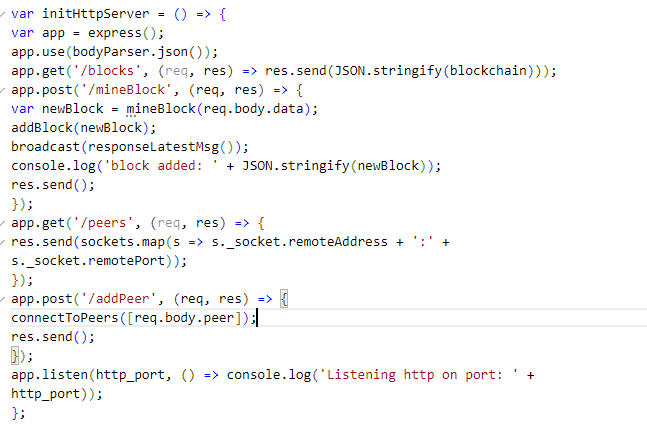 var initHttpServer = () => {
var app = express();
app.use(bodyParser.json());
app.get('/blocks', (req, res) => res.send(JSON.stringify(blockchain)));
app.post('/mineBlock', (req, res) => {
var newBlock = mineBlock(req.body.data);
addBlock(newBlock);
broadcast(responseLatestMsg());
console.log('block added: ' + JSON.stringify(newBlock));
res.send();
});
app.get('/peers', (req, res) => {
res.send(sockets.map(s => s._socket.remoteAddress + ':' +
s._socket.remotePort));
});
app.post('/addPeer', (req, res) => {
connectToPeers([req.body.peer]);
res.send();
});
app.listen(http_port, () => console.log('Listening http on port: ' +
http_port));
};